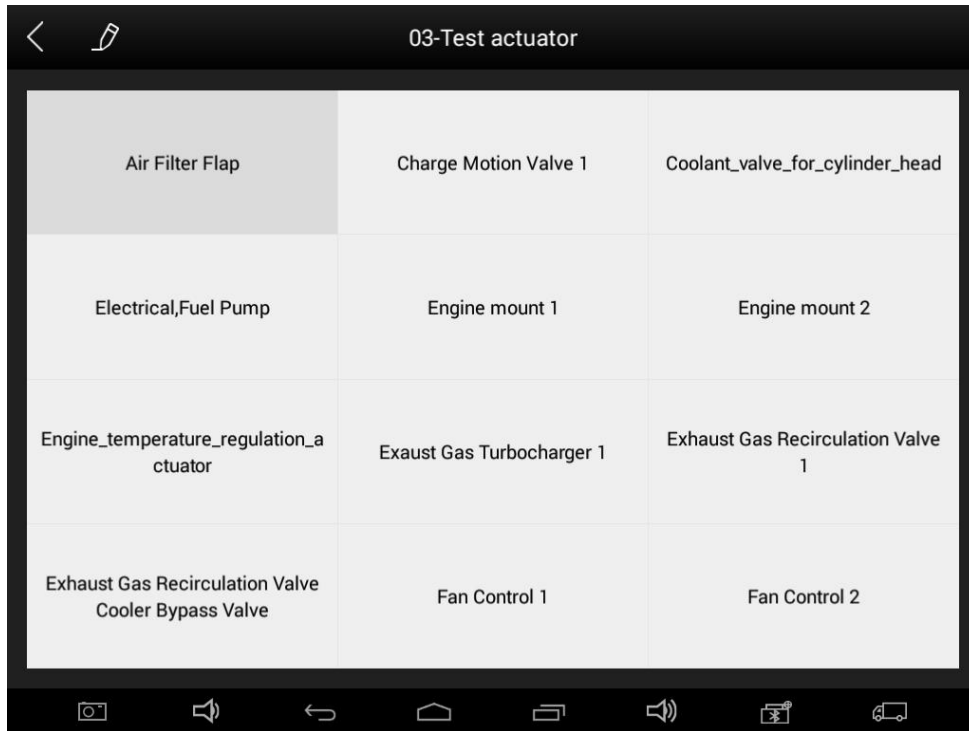 03-Test actuator
Air Filter Flap
Charge Motion Valve 1
Coolant_valve_for_cylinder_head
Electrical,Fuel Pump
Engine mount 1
Engine mount 2
Engine_temperature_regulation_a
ctuator
Exaust Gas Turbocharger 1
Exhaust Gas Recirculation Valve
1
Exhaust Gas Recirculation Valve
Cooler Bypass Valve
Fan Control 1
Fan Control 2